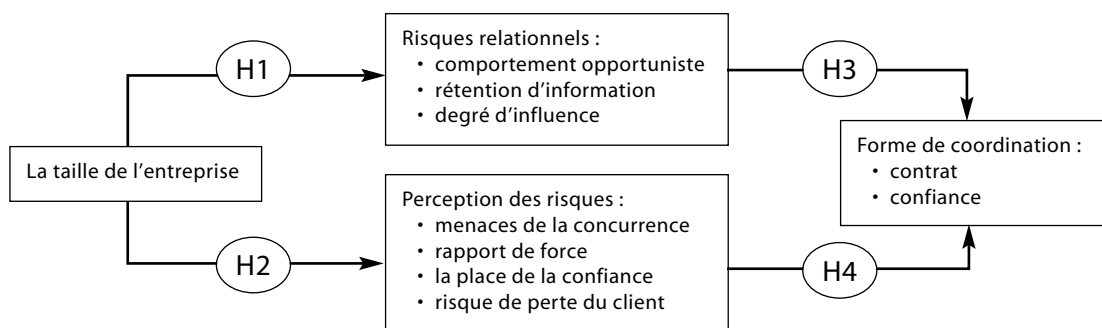 H1
Risques relationnels :
• comportement opportuniste
• rétention d’information
• degré d’influence
H3
La taille de l’entreprise
Forme de coordination :
• contrat
• confiance
H2
Perception des risques :
• menaces de la concurrence
• rapport de force
• la place de la confiance
• risque de perte du client
H4